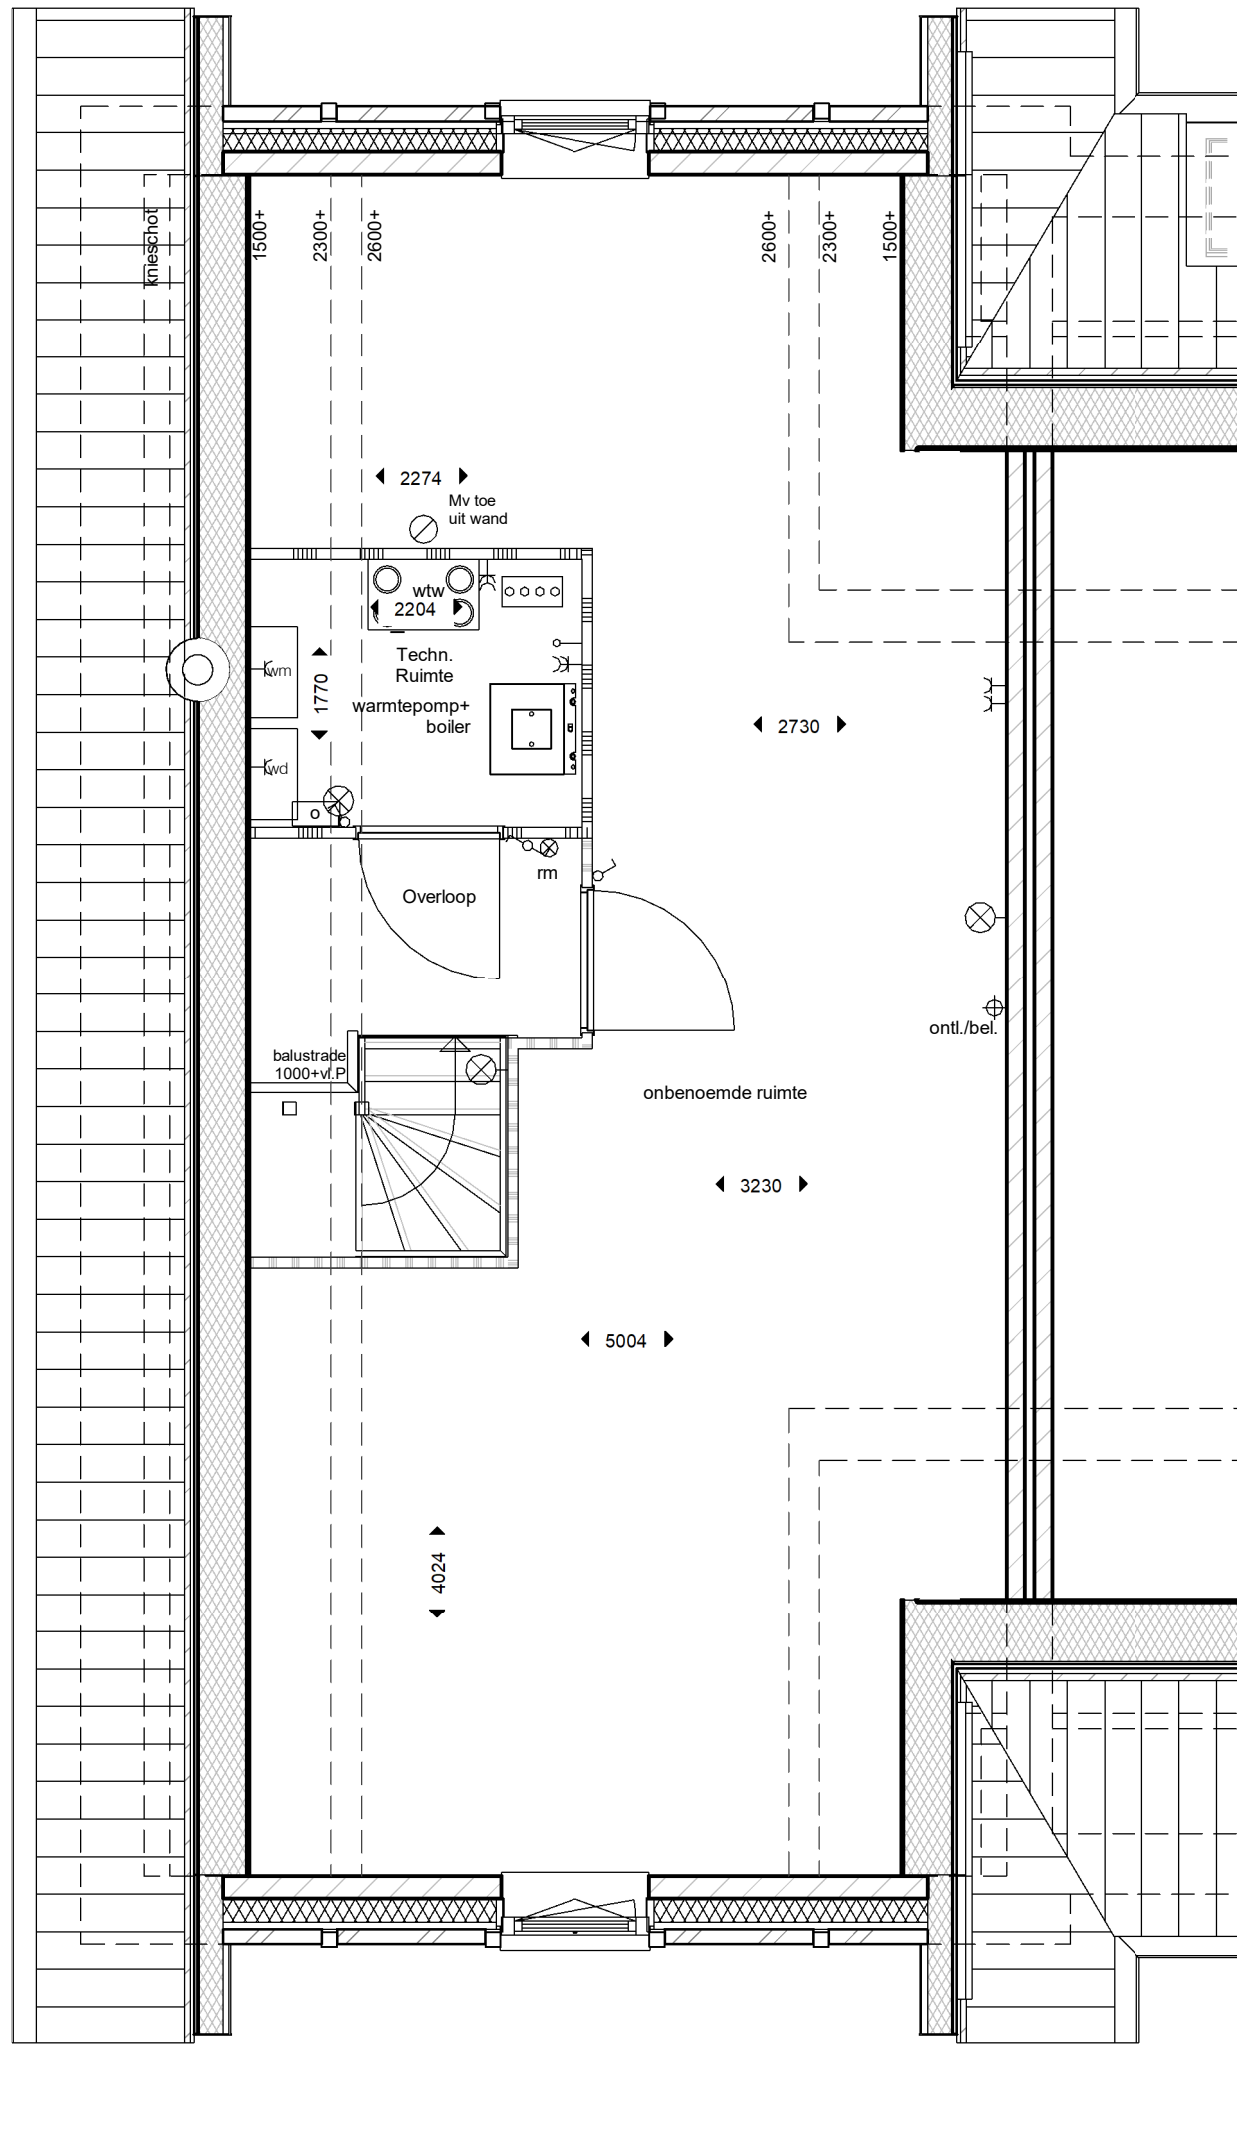 knieschot
1500+
2300+
2600+
2600+
2300+
1500+
2274
Mv toe
uit wand
wtw
2204
Techn.
Ruimte
wm
1770
warmtepomp+
boiler
2730
wd
o
rm
Overloop
ontl./bel.
balustrade
1000+vl.P
onbenoemde ruimte
3230
5004
4024